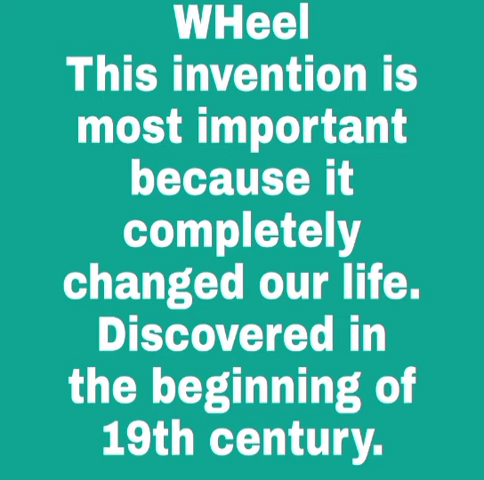 WHeel
This invention is
most important
because it
completely
changed our life.
Discovered in
the beginning of
19th century.